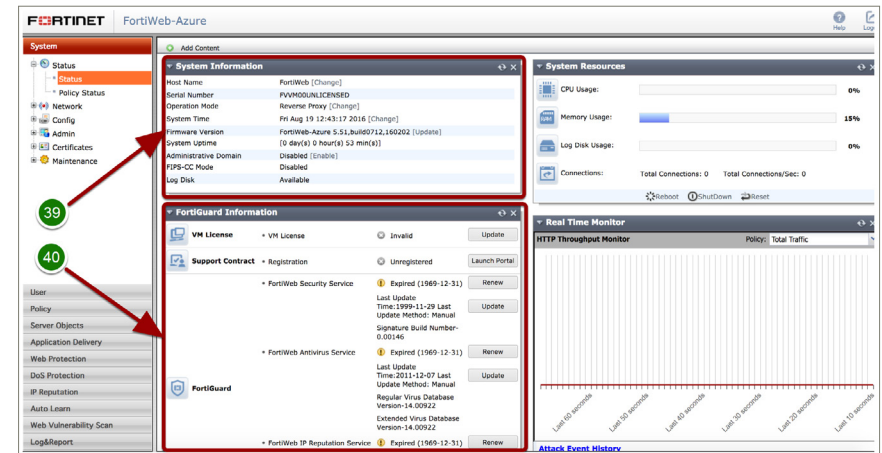 FORTINET FortiWeb-Azure
Help
System
Add Content
Status
Status
Policy Status
Network
Config
Admin
Certificates
Maintenance
39
40
User
Policy
Server Objects
Application Delivery
Web Protection
DoS Protection
IP Reputation
Auto Learn
Web Vulnerability Scan
Log&Report
System Information
Host Name FortiWeb [Change]
Serial Number FVVM00UNLICENSED
Operation Mode Reverse Proxy [Change]
System Time Fri Aug 19 12:43:17 2016 [Change]
Firmware Version FortiWeb-Azure 5.51,build0712,160202 [Update]
System Uptime [0 day(s) 0 hour(s) 53 min(s)]
Administrative Domain Disabled [Enable]
FIPS-CC Mode Disabled
Log Disk Available
FortiGuard Information
VM License • VM License Invalid Update
Support Contract • Registration Unregistered Launch Portal
FortiGuard
• FortiWeb Security Service Expired (1969-12-31) Renew
Last Update
Time:1999-11-29 Last Update
Update Method: Manual
Signature Build Number-
0.00146
• FortiWeb Antivirus Service Expired (1969-12-31) Renew
Last Update
Time:2011-12-07 Last Update
Update Method: Manual
Regular Virus Database
Version-14.00922
Extended Virus Database
Version-14.00922
• FortiWeb IP Reputation Service Expired (1969-12-31) Renew
System Resources
CPU Usage: 0%
Memory Usage: 15%
Log Disk Usage: 0%
Connections: Total Connections: 0 Total Connections/Sec: 0
Reboot ShutDown Reset
Real Time Monitor
HTTP Throughput Monitor Policy: Total Traffic
Last 60 seconds
Last 50 seconds
Last 40 seconds
Last 30 seconds
Last 20 seconds
Last 10 seconds
Attack Event History